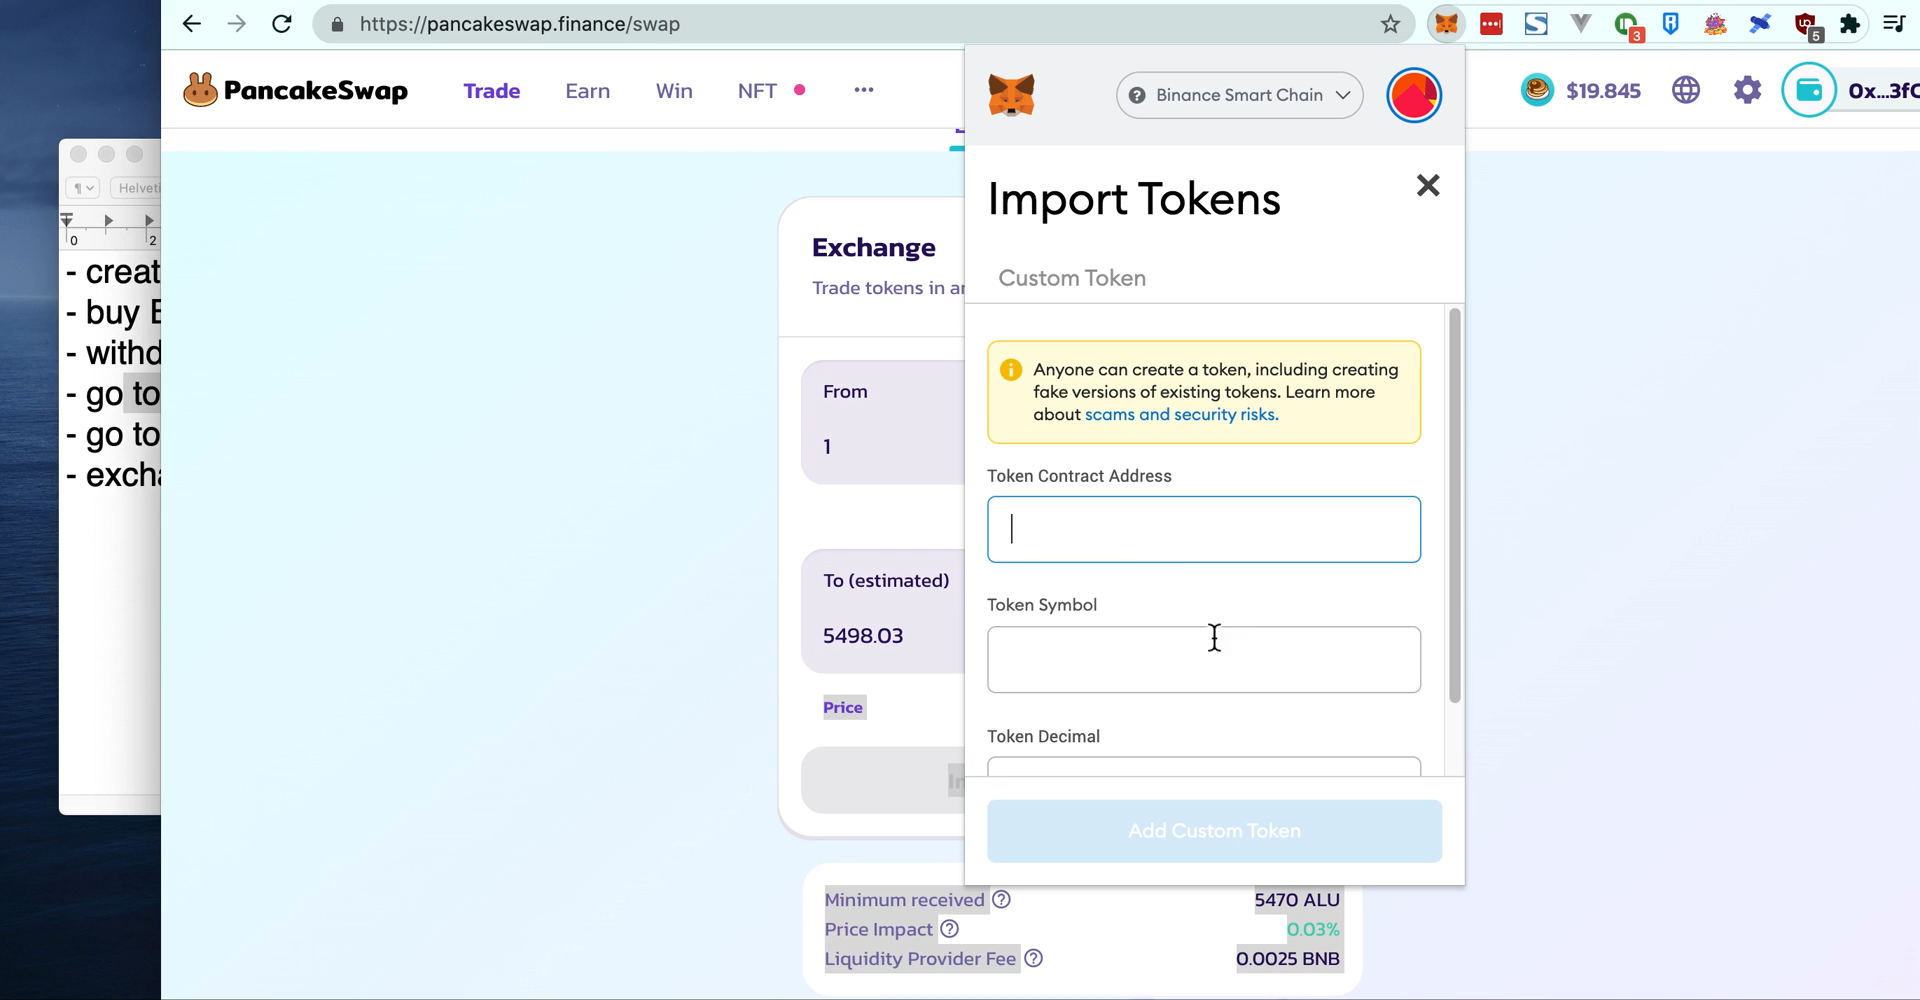 https://pancakeswap.finance/swap
3
5
PancakeSwap
Trade
Earn
Win
NFT
Binance Smart Chain
$19.845
0x...3f
Helveti
0
2
- creat
- buy
- withd
- go to
- go to
- exch
Exchange
Trade tokens in a
From
1
To (estimated)
5498.03
Price
In
Import Tokens
Custom Token
Anyone can create a token, including creating
fake versions of existing tokens. Learn more
about scams and security risks.
Token Contract Address
Token Symbol
Token Decimal
Add Custom Token
Minimum received
5470 ALU
Price Impact
0.03%
Liquidity Provider Fee
0.0025 BNB